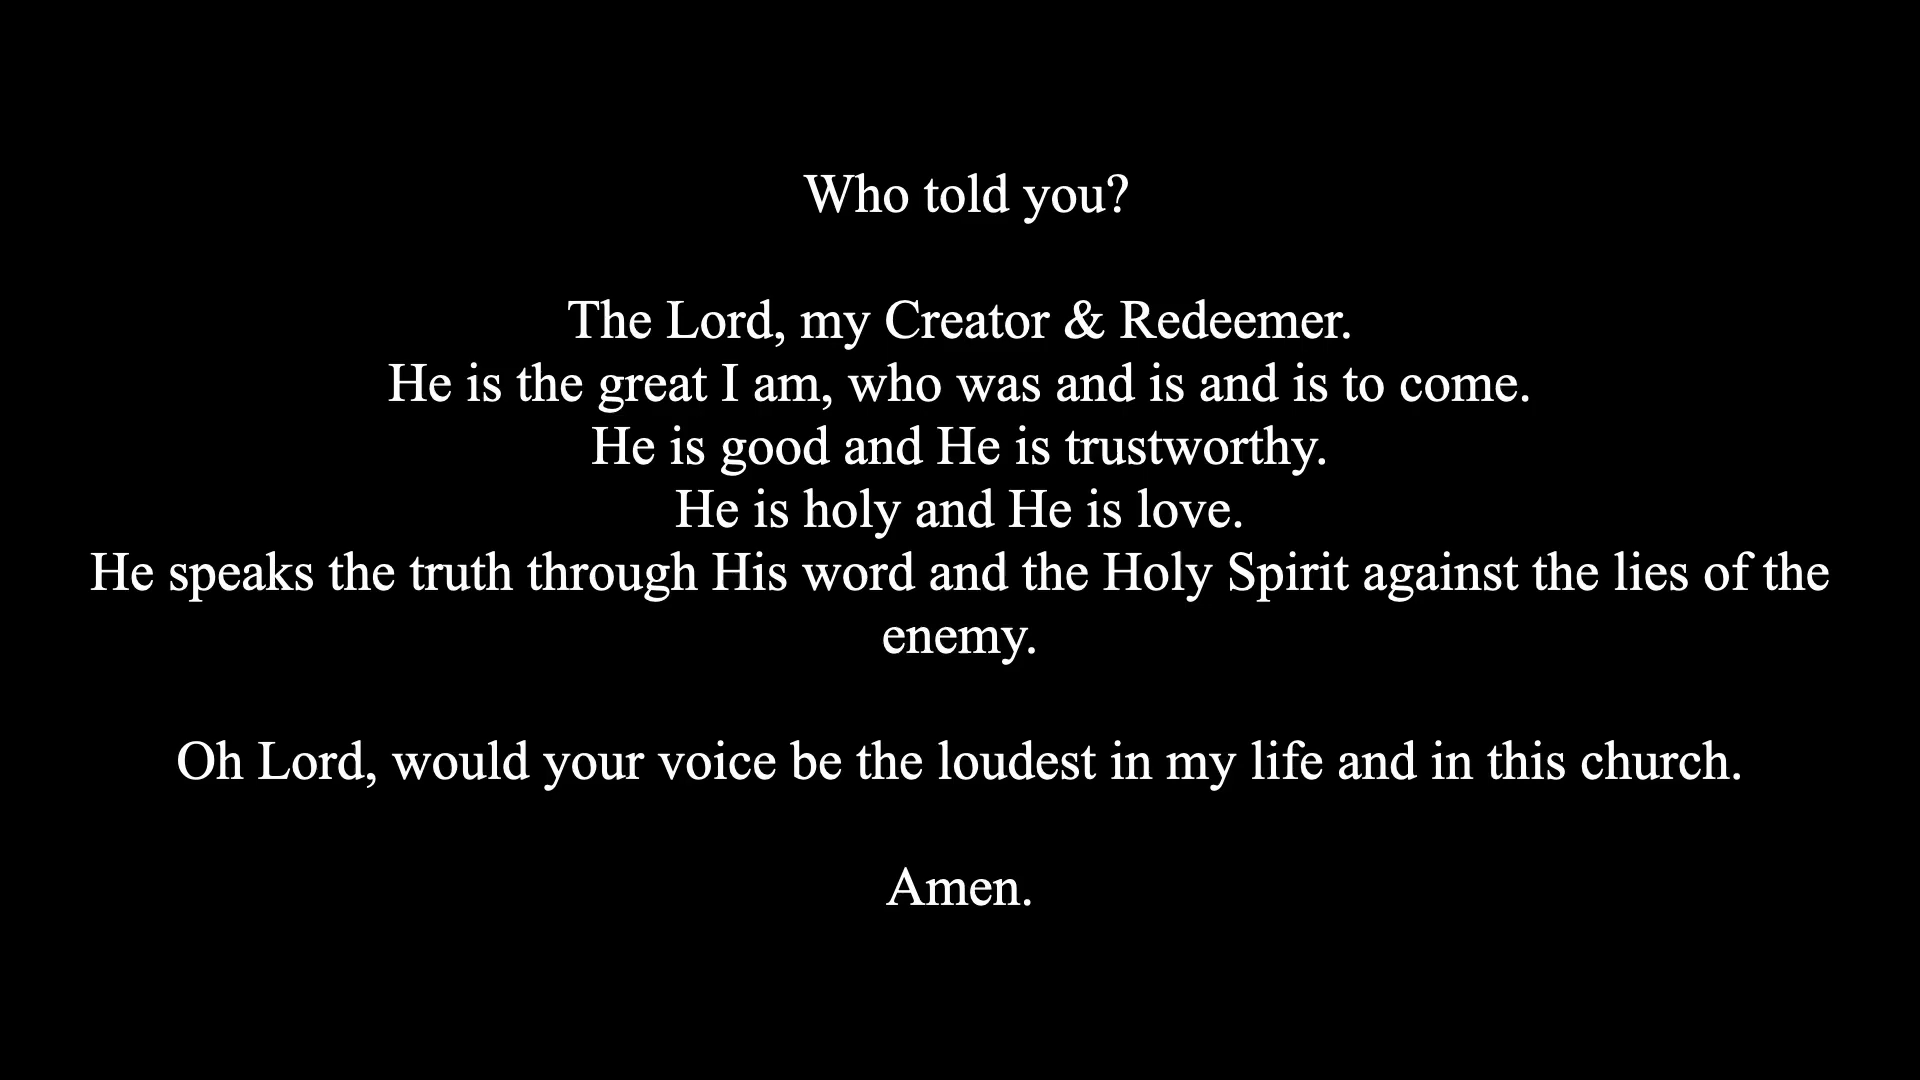 Who told you?
The Lord, my Creator & Redeemer.
He is the great I am, who was and is and is to come.
He is good and He is trustworthy.
He is holy and He is love.
He speaks the truth through His word and the Holy Spirit against the lies of the
enemy.
Oh Lord, would your voice be the loudest in my life and in this church.
Amen.